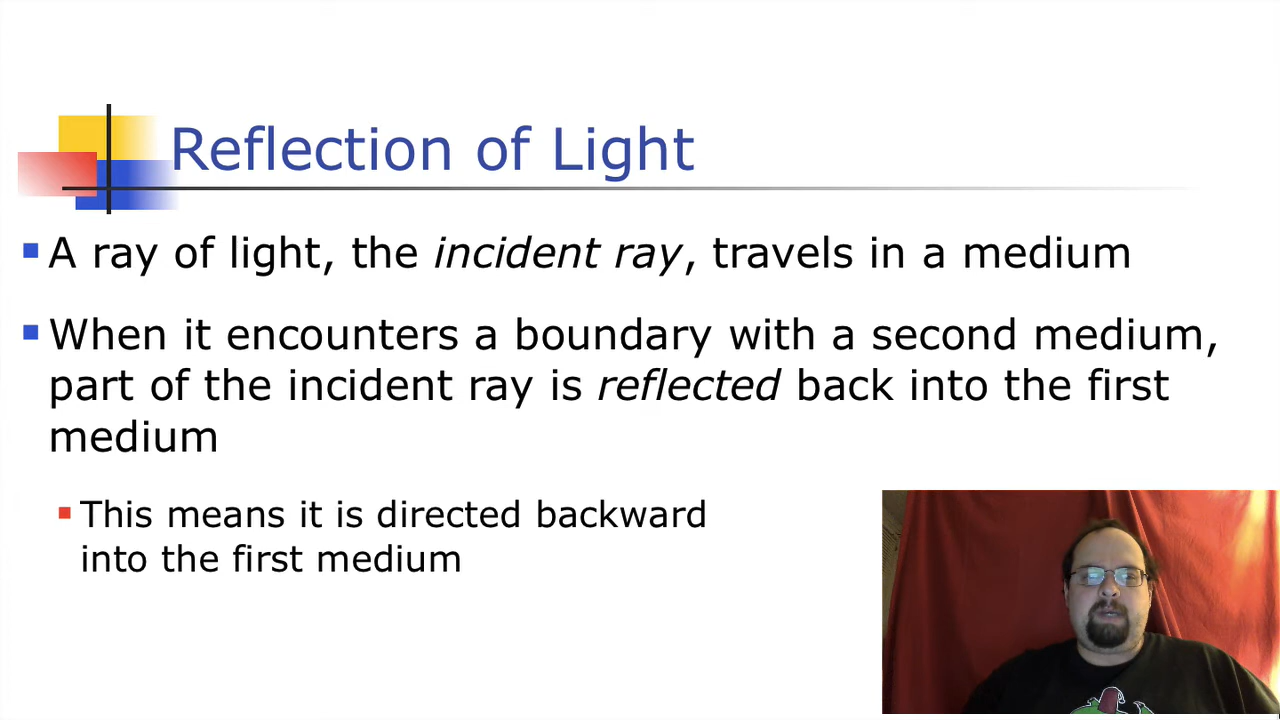 Reflection of Light
A ray of light, the incident ray, travels in a medium
When it encounters a boundary with a second medium,
part of the incident ray is reflected back into the first
medium
This means it is directed backward
into the first medium